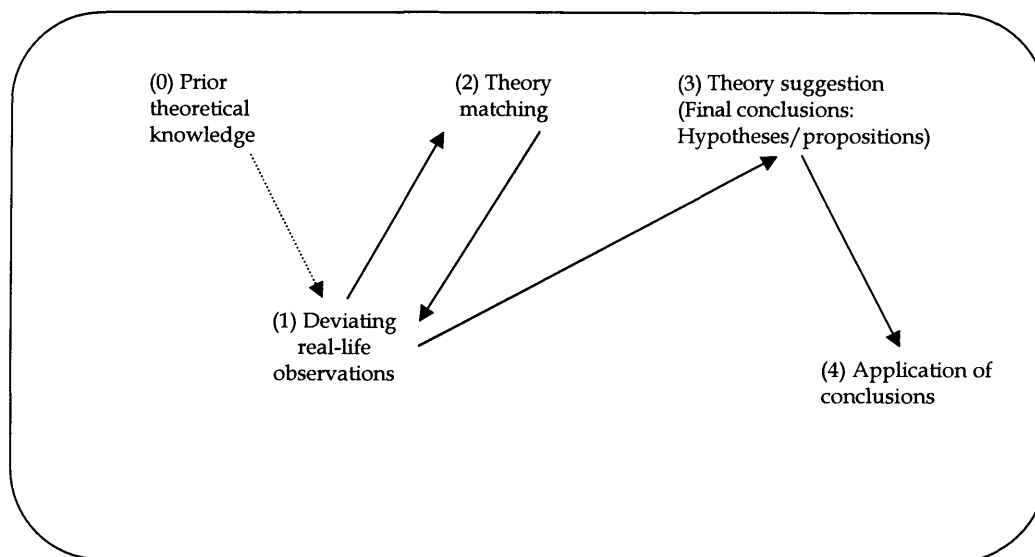 (0) Prior
theoretical
knowledge
(2) Theory
matching
(3) Theory suggestion
(Final conclusions:
Hypotheses/propositions)
(1) Deviating
real-life
observations
(4) Application of
conclusions